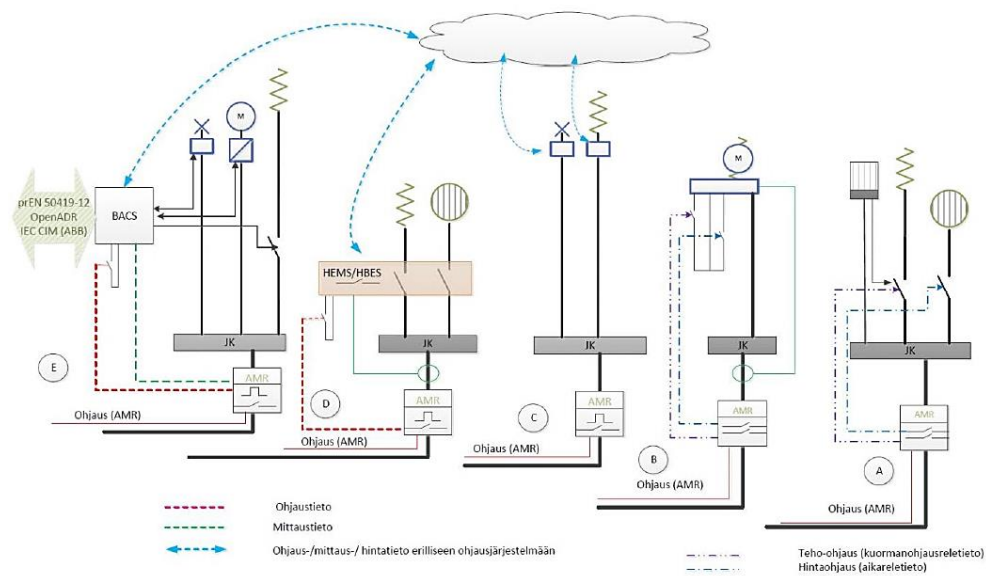 M
prEN 50419-12
OpenADR
IEC CIM (ABB)
BACS
HEMS/HBES
M
JK
JK
JK
JK
JK
E
AMR
D
AMR
C
AMR
B
AMR
A
AMR
Ohjaus (AMR)
Ohjaus (AMR)
Ohjaus (AMR)
Ohjaus (AMR)
Ohjaus (AMR)
Ohjaustieto
Mittaustieto
Ohjaus-/mittaus-/ hintatieto erilliseen ohjausjärjestelmään
Teho-ohjaus (kuormanohjausreletieto)
Hintaohjaus (aikareletieto)